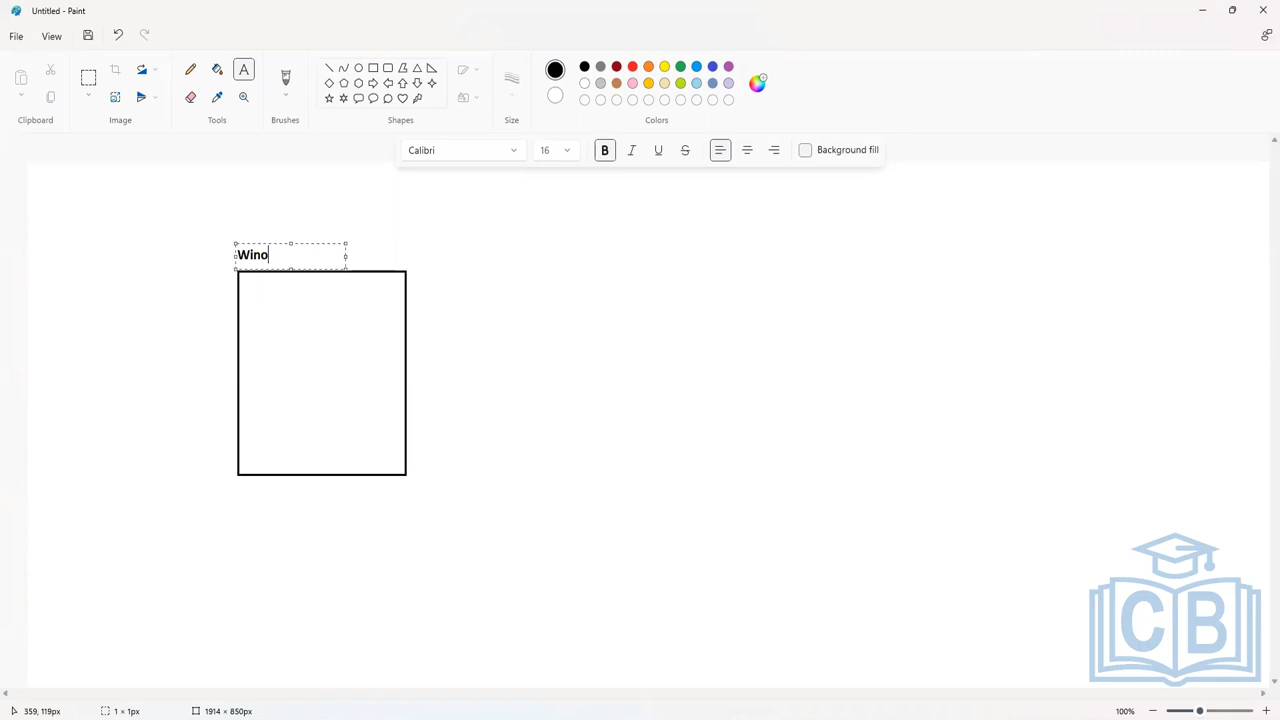 Untitled - Paint
File
View
Clipboard
Image
Tools
Brushes
Shapes
Size
Colors
Calibri
16
B
I
U
S
Background fill
Wino
CB
359, 119px
1 × 1px
1914 × 850px
100%